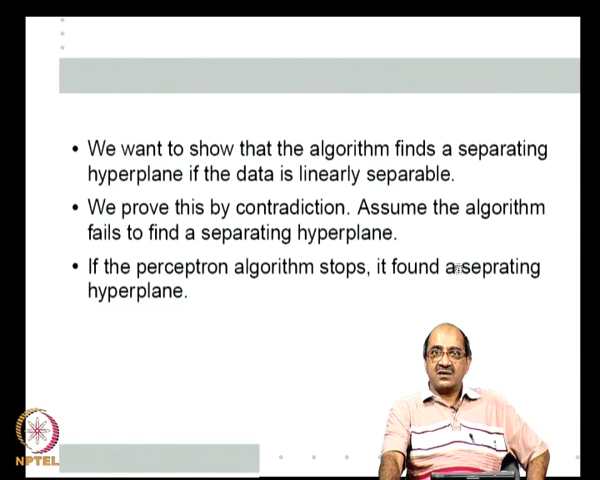 • We want to show that the algorithm finds a separating
hyperplane if the data is linearly separable.
• We prove this by contradiction. Assume the algorithm
fails to find a separating hyperplane.
• If the perceptron algorithm stops, it found a seprating
hyperplane.
NPTEL